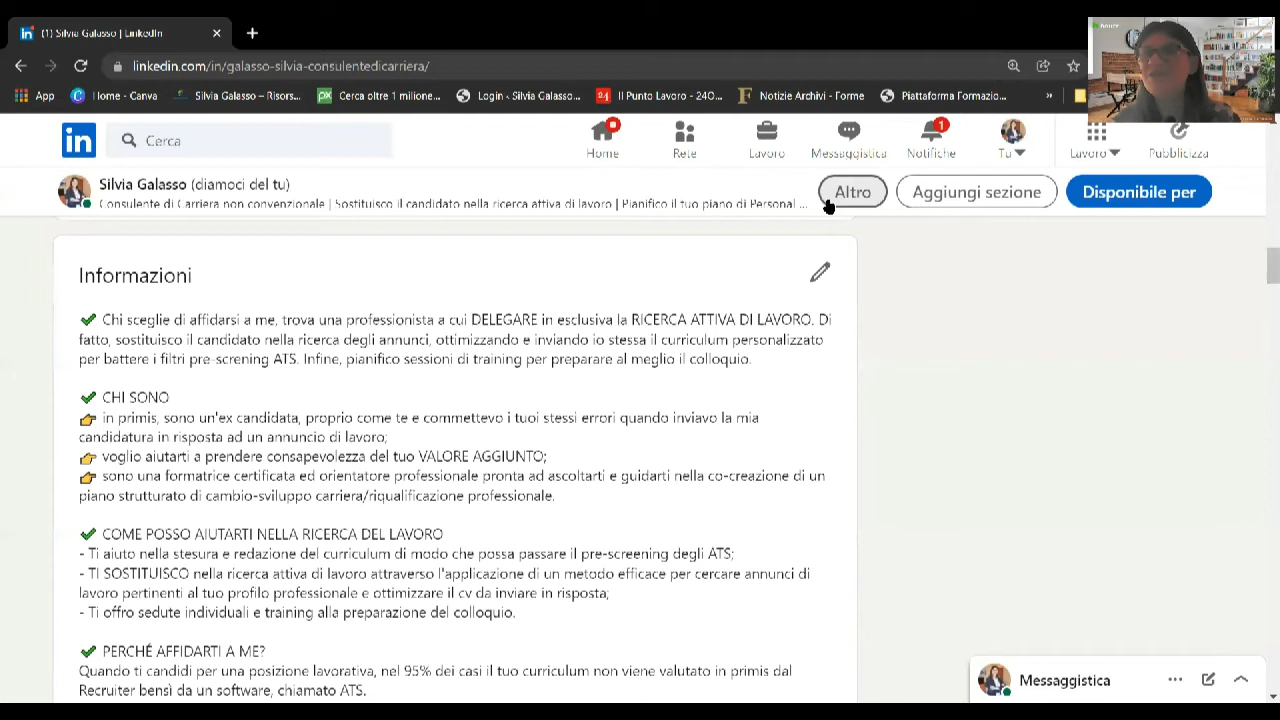 (1) Silvia Galasso | LinkedIn
linkedin.com/in/galasso-silvia-consulentedicarriera/
App Home - Canva Silvia Galasso – Risors... Cerca oltre 1 milione... Login ‹ Silvia Galasso... Il Punto Lavoro - 24O... Notizie Archivi - Forme Piattaforma Formazio... »
in Cerca Home Rete Lavoro Messaggistica 1 Notifiche Tu Lavoro Pubblicizza
Silvia Galasso (diamoci del tu)
Consulente di Carriera non convenzionale | Sostituisco il candidato nella ricerca attiva di lavoro | Pianifico il tuo piano di Personal ...
Altro Aggiungi sezione Disponibile per
Informazioni
✔ Chi sceglie di affidarsi a me, trova una professionista a cui DELEGARE in esclusiva la RICERCA ATTIVA DI LAVORO. Di
fatto, sostituisco il candidato nella ricerca degli annunci, ottimizzando e inviando io stessa il curriculum personalizzato
per battere i filtri pre-screning ATS. Infine, pianifico sessioni di training per preparare al meglio il colloquio.
✔ CHI SONO
👉 in primis, sono un'ex candidata, proprio come te e commettevo i tuoi stessi errori quando inviavo la mia
candidatura in risposta ad un annuncio di lavoro;
👉 voglio aiutarti a prendere consapevolezza del tuo VALORE AGGIUNTO;
👉 sono una formatrice certificata ed orientatore professionale pronta ad ascoltarti e guidarti nella co-creazione di un
piano strutturato di cambio-sviluppo carriera/riqualificazione professionale.
✔ COME POSSO AIUTARTI NELLA RICERCA DEL LAVORO
- Ti aiuto nella stesura e redazione del curriculum di modo che possa passare il pre-screening degli ATS;
- TI SOSTITUISCO nella ricerca attiva di lavoro attraverso l'applicazione di un metodo efficace per cercare annunci di
lavoro pertinenti al tuo profilo professionale e ottimizzare il cv da inviare in risposta;
- Ti offro sedute individuali e training alla preparazione del colloquio.
✔ PERCHÉ AFFIDARTI A ME?
Quando ti candidi per una posizione lavorativa, nel 95% dei casi il tuo curriculum non viene valutato in primis dal
Recruiter bensì da un software, chiamato ATS.
Messaggistica